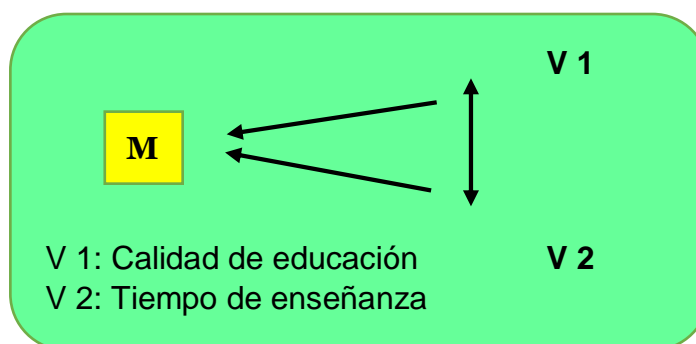 V 1
M
V 1: Calidad de educación
V 2
V 2: Tiempo de enseñanza